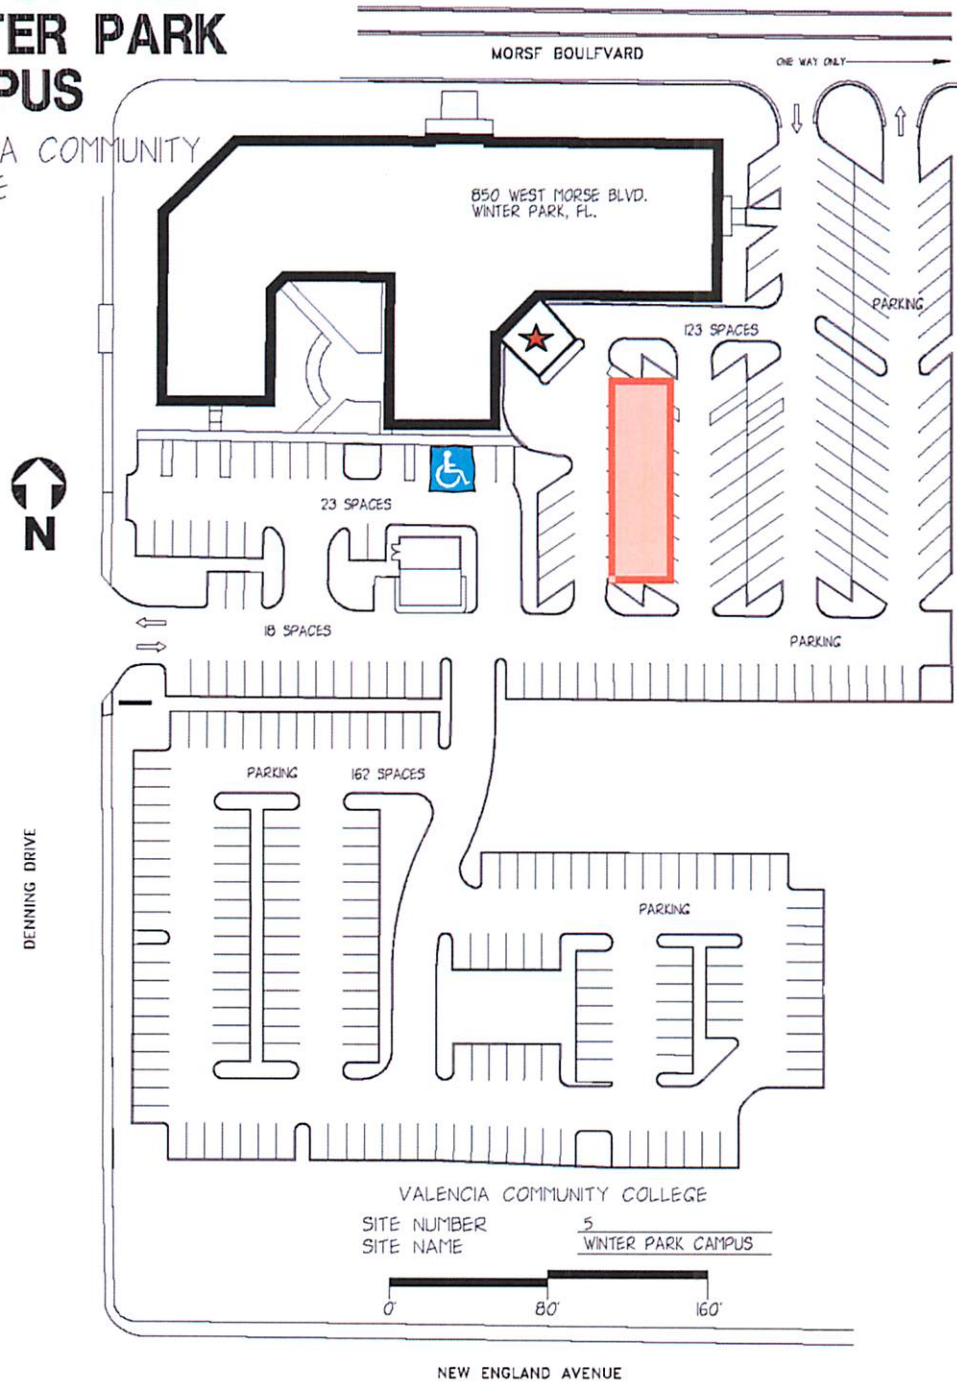 TER PARK
PUS
A COMMUNITY
E
MORSE BOULEVARD
ONE WAY ONLY
850 WEST MORSE BLVD.
WINTER PARK, FL.
PARKING
123 SPACES
23 SPACES
N
18 SPACES
PARKING
PARKING
162 SPACES
DENNING DRIVE
PARKING
VALENCIA COMMUNITY COLLEGE
SITE NUMBER 5
SITE NAME WINTER PARK CAMPUS
0' 80' 160'
NEW ENGLAND AVENUE